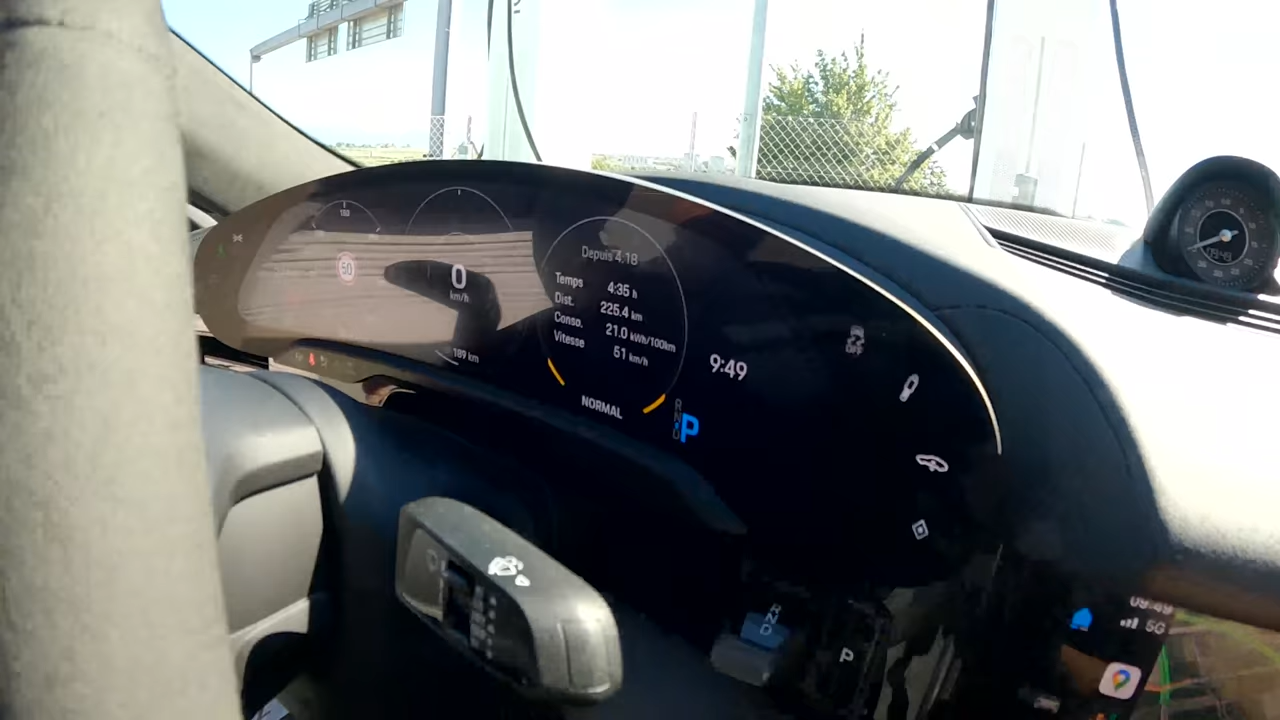 50
0
km/h
189 km
Depuis 4:18
Temps 4:35 h
Dist. 225.4 km
Conso. 21.0 kWh/100km
Vitesse 51 km/h
NORMAL
9:49
R
N
D
P
OFF
R
N
D
P
09:49
5G